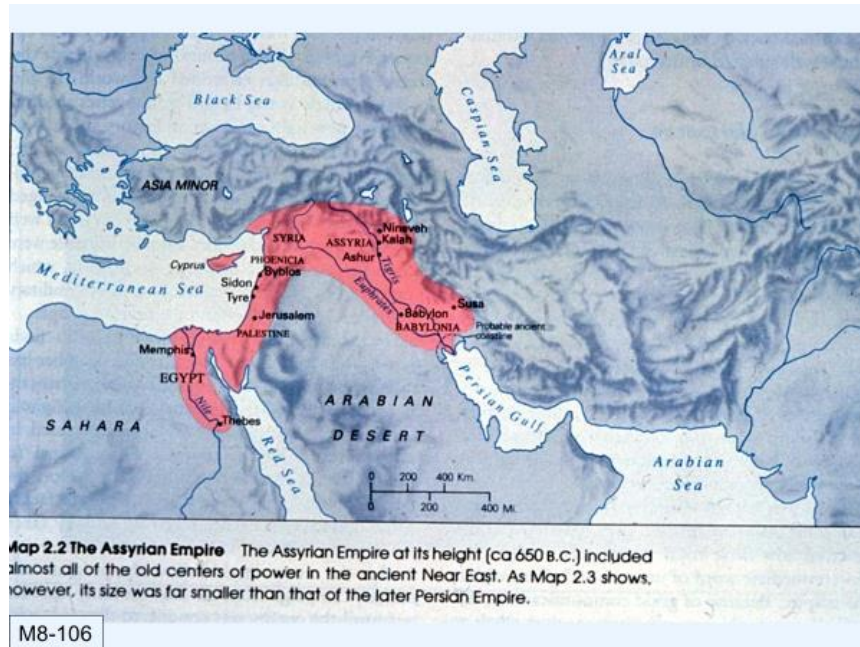 Black Sea
Caspian Sea
Aral
Sea
ASIA MINOR
Nineveh
Kalah
SYRIA
ASSYRIA
Ashur
Tigris
Cyprus
PHOENICIA
Byblos
Mediterranean Sea
Sidon
Tyre
Euphrates
Susa
Babylon
BABYLONIA
Jerusalem
PALESTINE
Probable ancient
coastline
Memphis
EGYPT
Nile
Thebes
Persian Gulf
ARABIAN
DESERT
SAHARA
Red Sea
Arabian
Sea
0 200 400 Km.
0 200 400 Mi.
Map 2.2 The Assyrian Empire The Assyrian Empire at its height (ca 650 B.C.) included
almost all of the old centers of power in the ancient Near East. As Map 2.3 shows,
however, its size was far smaller than that of the later Persian Empire.
M8-106